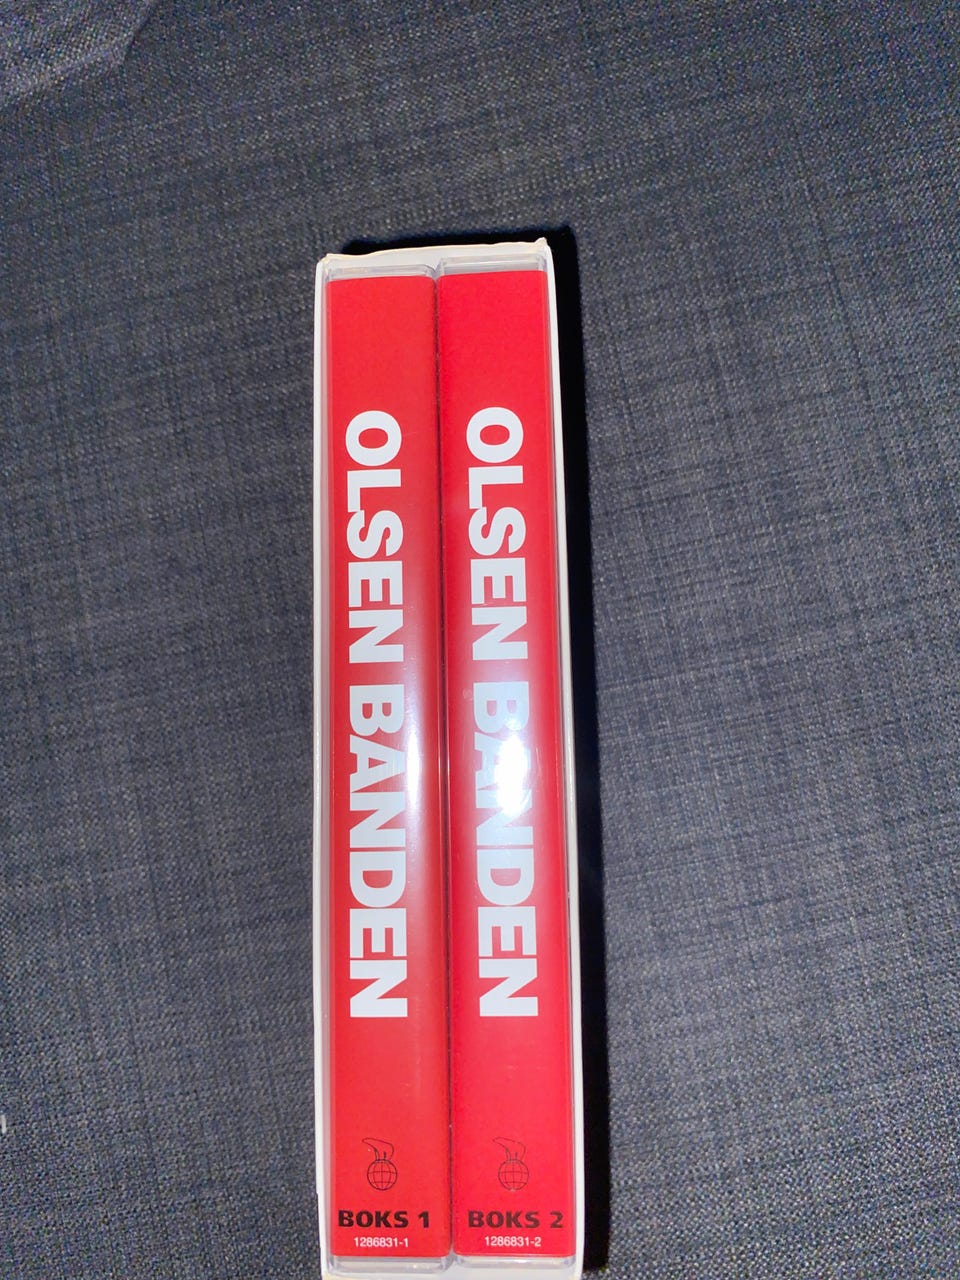 OLSEN BANDEN
BOKS 1
1286831-1
OLSEN BANDEN
BOKS 2
1286831-2